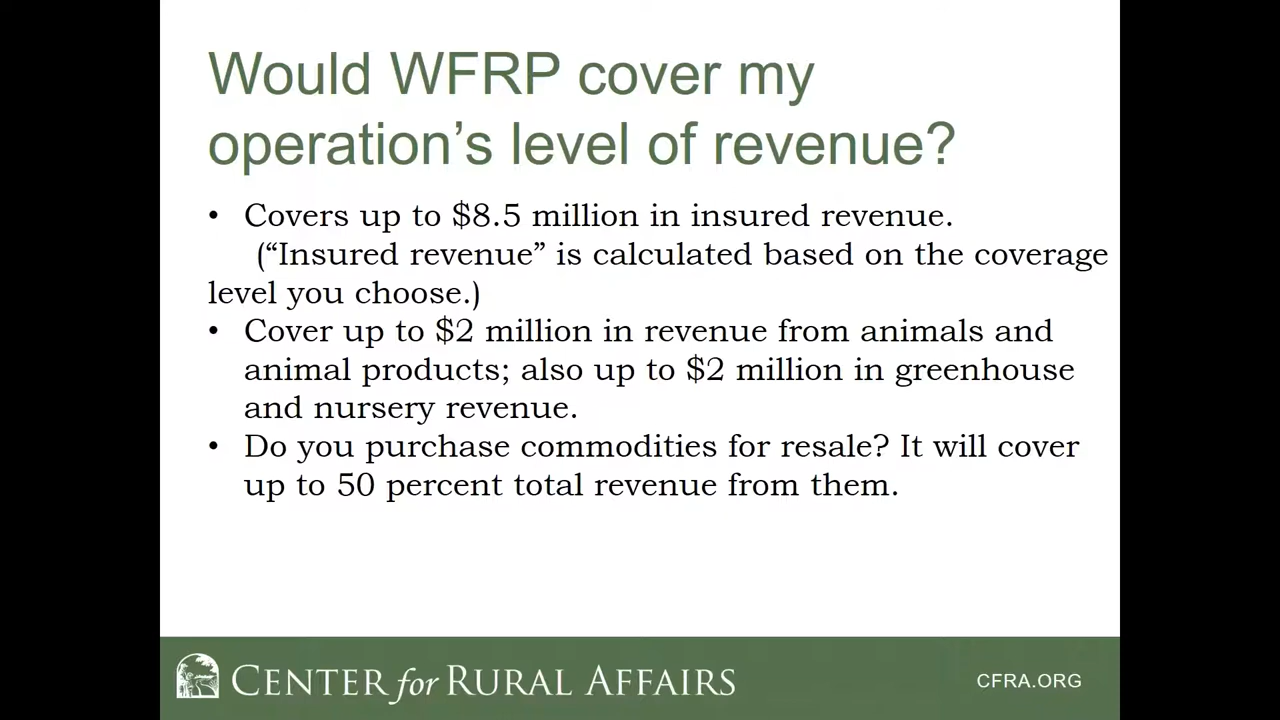 Would WFRP cover my
operation’s level of revenue?
• Covers up to $8.5 million in insured revenue.
(“Insured revenue” is calculated based on the coverage
level you choose.)
• Cover up to $2 million in revenue from animals and
animal products; also up to $2 million in greenhouse
and nursery revenue.
• Do you purchase commodities for resale? It will cover
up to 50 percent total revenue from them.
CENTER for RURAL AFFAIRS
CFRA.ORG